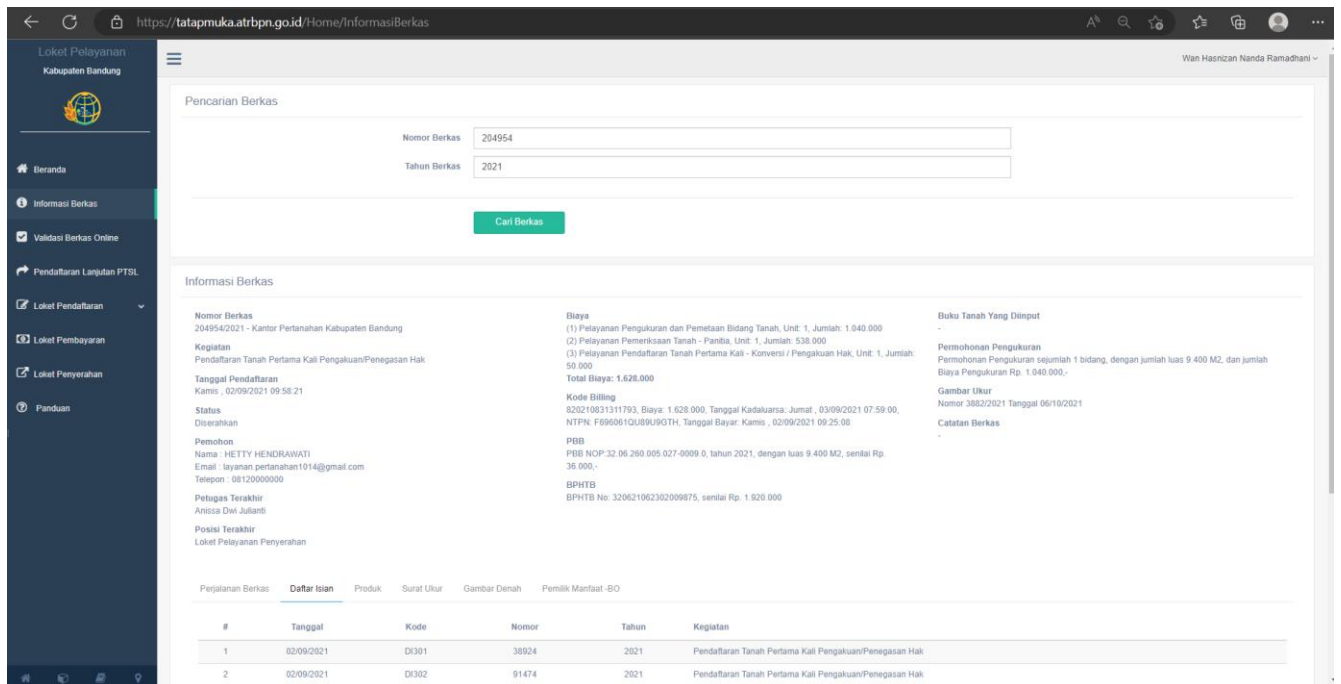 https://tatapmuka.atrbpn.go.id/Home/InformasiBerkas
Loket Pelayanan
Kabupaten Bandung
Wan Hasnizan Nanda Ramadhani
Beranda
Informasi Berkas
Validasi Berkas Online
Pendaftaran Lanjutan PTSL
Loket Pendaftaran
Loket Pembayaran
Loket Penyerahan
Panduan
Pencarian Berkas
Nomor Berkas 204954
Tahun Berkas 2021
Cari Berkas
Informasi Berkas
Nomor Berkas
204954/2021 - Kantor Pertanahan Kabupaten Bandung
Kegiatan
Pendaftaran Tanah Pertama Kali Pengakuan/Penegasan Hak
Tanggal Pendaftaran
Kamis , 02/09/2021 09:58:21
Status
Diserahkan
Pemohon
Nama : HETTY HENDRAWATI
Email : layanan.pertanahan1014@gmail.com
Telepon : 08120000000
Petugas Terakhir
Anissa Dwi Julianti
Posisi Terakhir
Loket Pelayanan Penyerahan
Biaya
(1) Pelayanan Pengukuran dan Pemetaan Bidang Tanah, Unit: 1, Jumlah: 1.040.000
(2) Pelayanan Pemeriksaan Tanah - Panitia, Unit: 1, Jumlah: 538.000
(3) Pelayanan Pendaftaran Tanah Pertama Kali - Konversi / Pengakuan Hak, Unit: 1, Jumlah:
50.000
Total Biaya: 1.628.000
Kode Billing
820210831311793, Biaya: 1.628.000, Tanggal Kadaluarsa: Jumat , 03/09/2021 07:59:00,
NTPN: F696061QU89U9GTH, Tanggal Bayar: Kamis , 02/09/2021 09:25:08
PBB
PBB NOP:32.06.260.005.027-0009.0, tahun 2021, dengan luas 9.400 M2, senilai Rp.
36.000,-
BPHTB
BPHTB No: 320621062302009875, senilai Rp. 1.920.000
Buku Tanah Yang Diinput
-
Permohonan Pengukuran
Permohonan Pengukuran sejumlah 1 bidang, dengan jumlah luas 9.400 M2, dan jumlah
Biaya Pengukuran Rp. 1.040.000,-
Gambar Ukur
Nomor 3882/2021 Tanggal 06/10/2021
Catatan Berkas
-
Perjalanan Berkas Daftar Isian Produk Surat Ukur Gambar Denah Pemilik Manfaat -BO
# Tanggal Kode Nomor Tahun Kegiatan
1 02/09/2021 DI301 38924 2021 Pendaftaran Tanah Pertama Kali Pengakuan/Penegasan Hak
2 02/09/2021 DI302 91474 2021 Pendaftaran Tanah Pertama Kali Pengakuan/Penegasan Hak